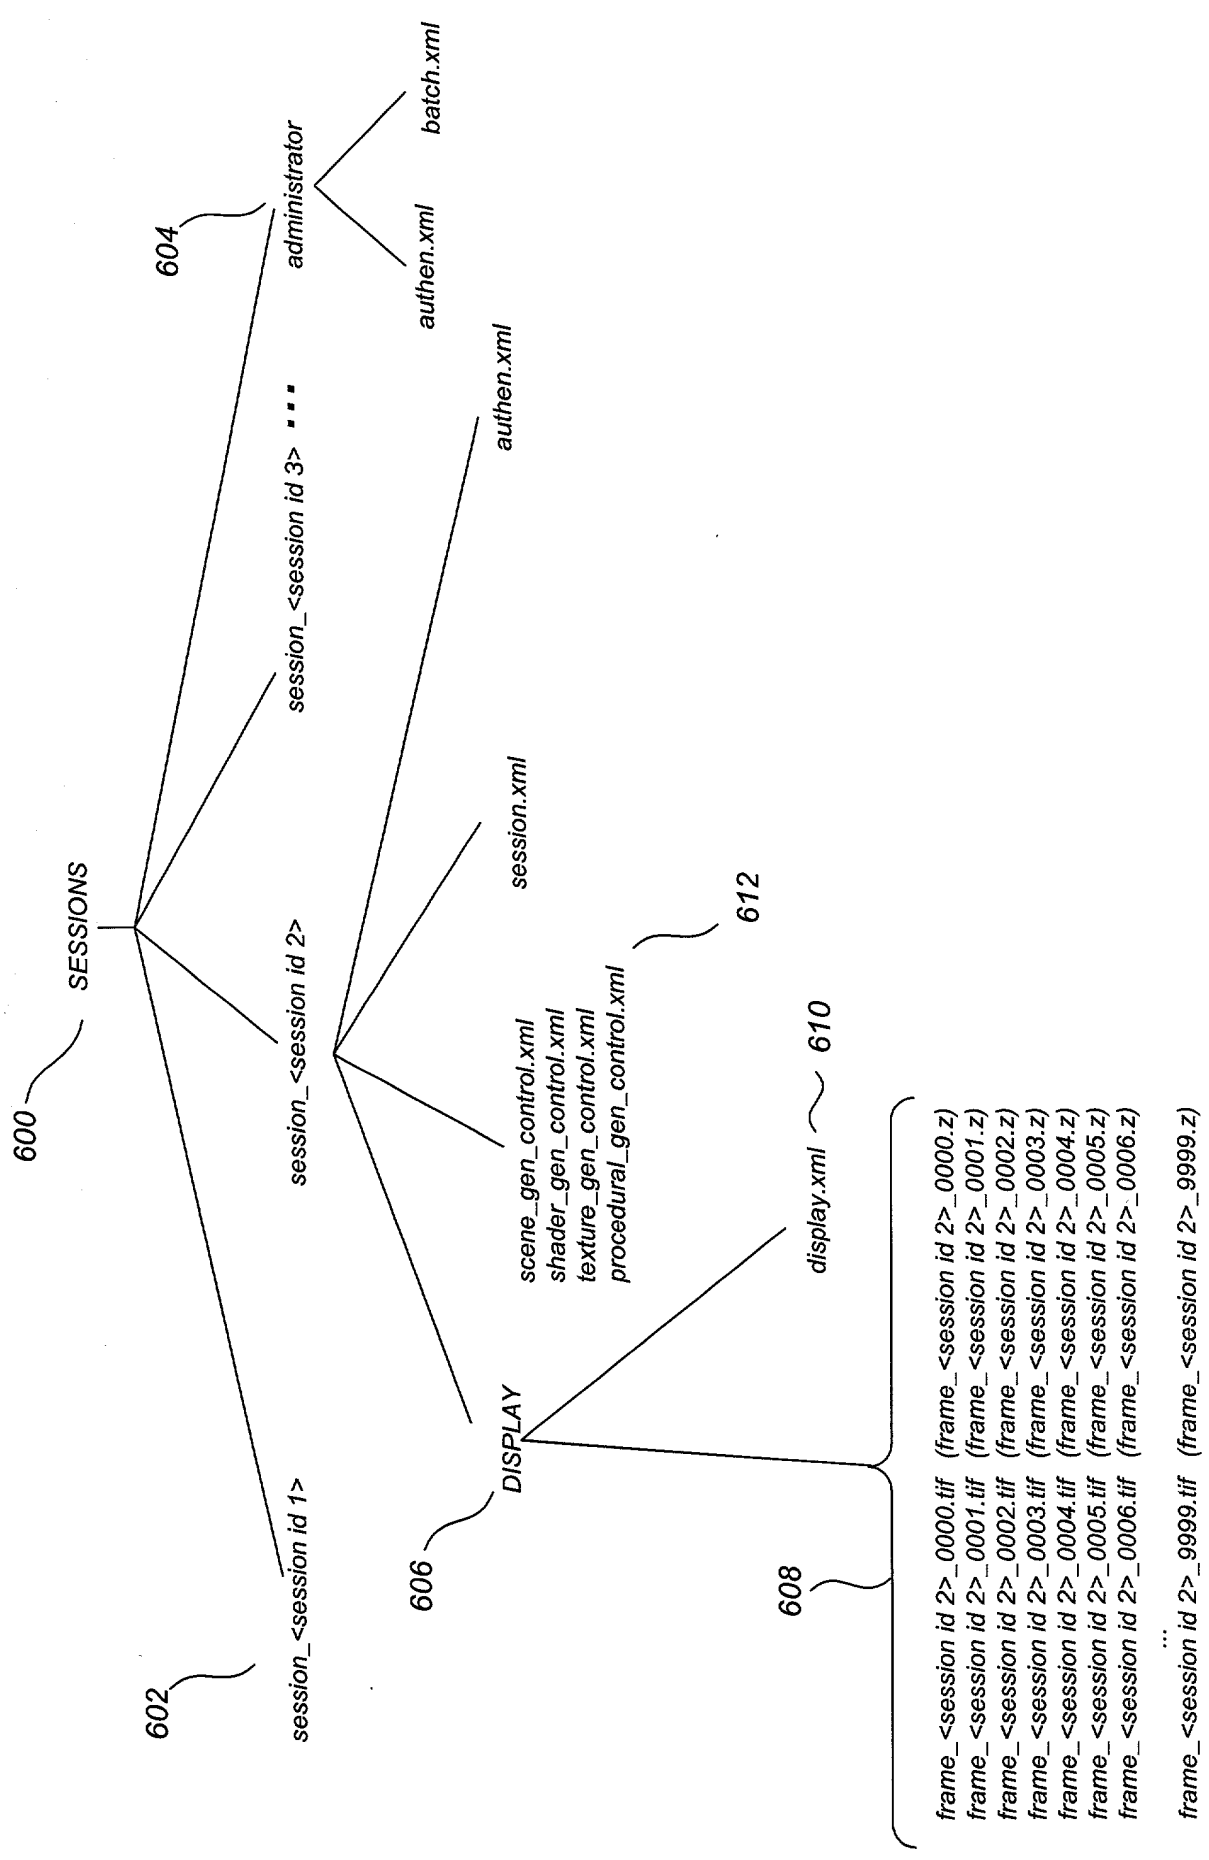 600
SESSIONS
602
604
session_<session id 1>
session_<session id 2>
session_<session id 3>
...
administrator
authen.xml
batch.xml
606
DISPLAY
scene_gen_control.xml
shader_gen_control.xml
texture_gen_control.xml
procedural_gen_control.xml
612
session.xml
authen.xml
608
display.xml
610
frame_<session id 2>_0000.tif (frame_<session id 2>_0000.z)
frame_<session id 2>_0001.tif (frame_<session id 2>_0001.z)
frame_<session id 2>_0002.tif (frame_<session id 2>_0002.z)
frame_<session id 2>_0003.tif (frame_<session id 2>_0003.z)
frame_<session id 2>_0004.tif (frame_<session id 2>_0004.z)
frame_<session id 2>_0005.tif (frame_<session id 2>_0005.z)
frame_<session id 2>_0006.tif (frame_<session id 2>_0006.z)
...
frame_<session id 2>_9999.tif (frame_<session id 2>_9999.z)